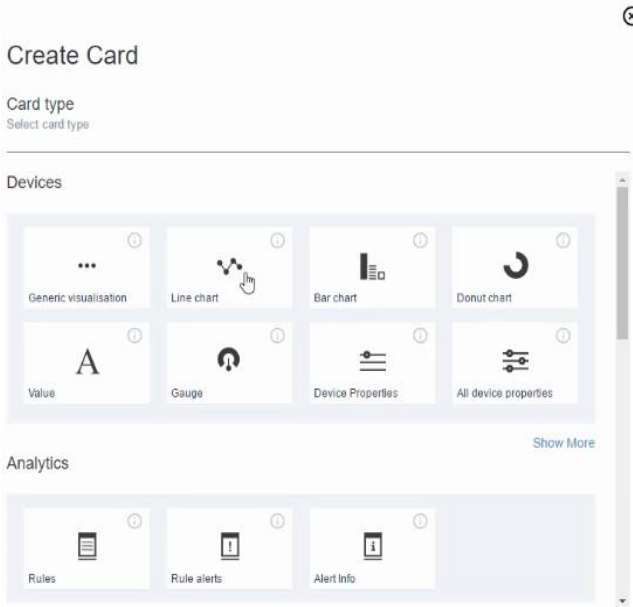 Create Card
Card type
Select card type
Devices
Generic visualisation
Line chart
Bar chart
Donut chart
A
Value
Gauge
Device Properties
All device properties
Show More
Analytics
Rules
Rule alerts
Alert Info